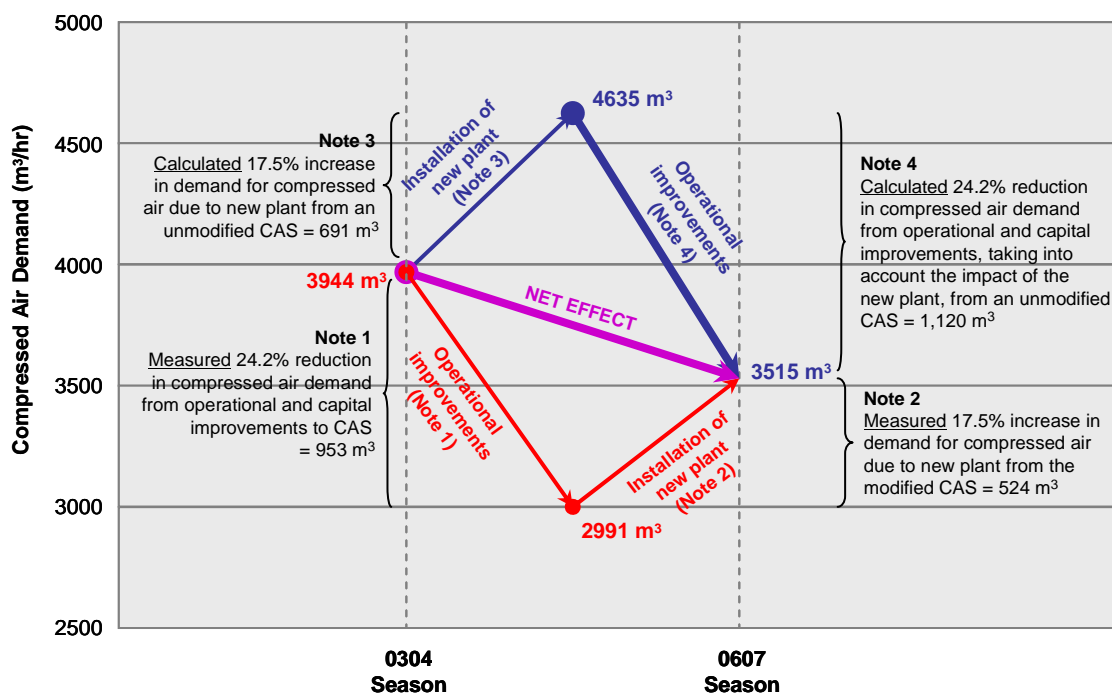 Compressed Air Demand (m³/hr)
5000
4500
4000
3500
3000
2500
0304
Season
0607
Season
Note 3
Calculated 17.5% increase
in demand for compressed
air due to new plant from an
unmodified CAS = 691 m³
3944 m³
Note 1
Measured 24.2% reduction
in compressed air demand
from operational and capital
improvements to CAS
= 953 m³
Installation of
new plant
(Note 3)
4635 m³
Operational
improvements
(Note 4)
NET EFFECT
Operational
improvements
(Note 1)
2991 m³
Installation of
new plant
(Note 2)
3515 m³
Note 4
Calculated 24.2% reduction
in compressed air demand
from operational and capital
improvements, taking into
account the impact of the
new plant, from an unmodified
CAS = 1,120 m³
Note 2
Measured 17.5% increase in
demand for compressed air
due to new plant from the
modified CAS = 524 m³